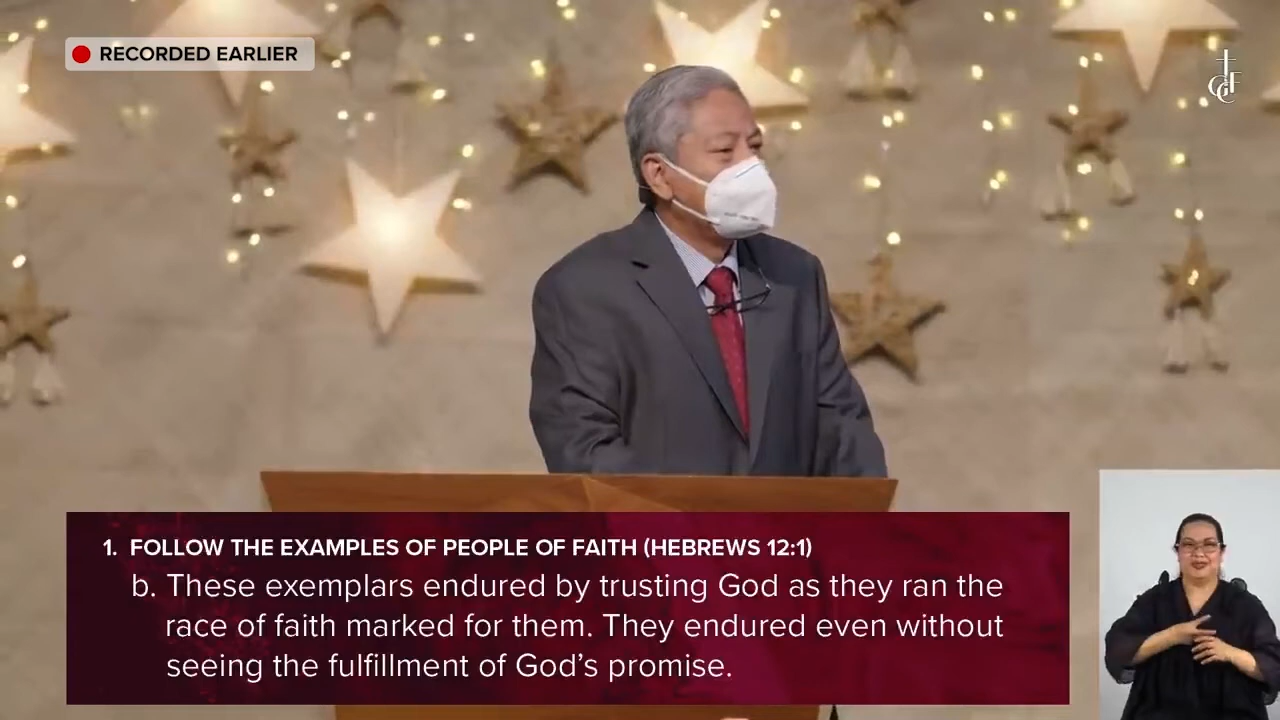 RECORDED EARLIER
1. FOLLOW THE EXAMPLES OF PEOPLE OF FAITH (HEBREWS 12:1)
b. These exemplars endured by trusting God as they ran the
race of faith marked for them. They endured even without
seeing the fulfillment of God’s promise.